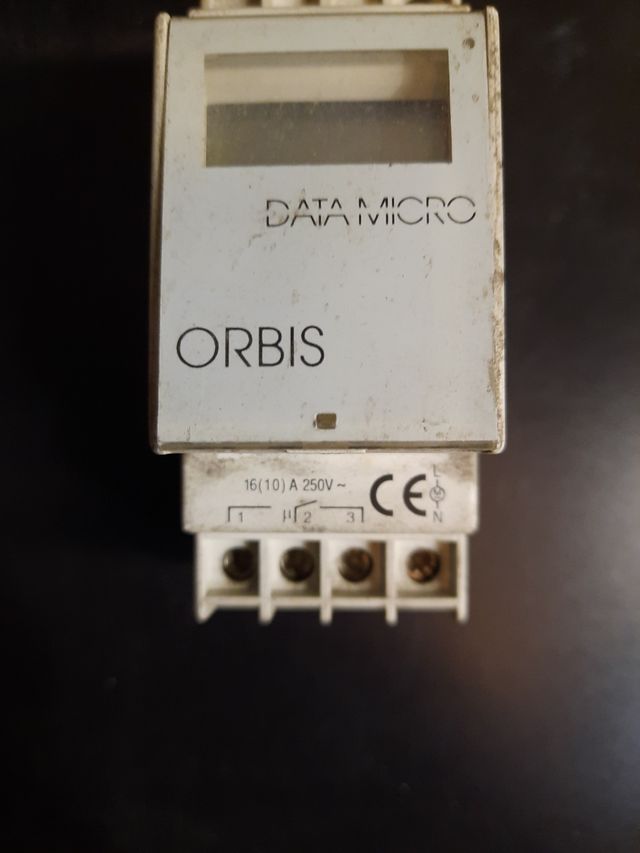 DATA MICRO
ORBIS
16(10) A 250V~
CE
L
1 μ 2 3
N